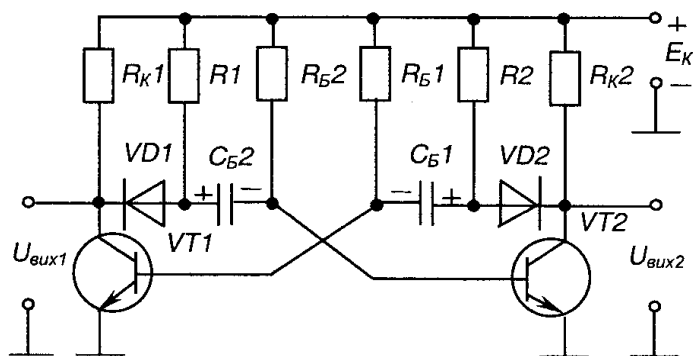 +
Eк
−
Rк1 R1 RБ2 RБ1 R2 Rк2
VD1 CБ2 CБ1 VD2
+ − − +
VT1 VT2
Uвих1 Uвих2